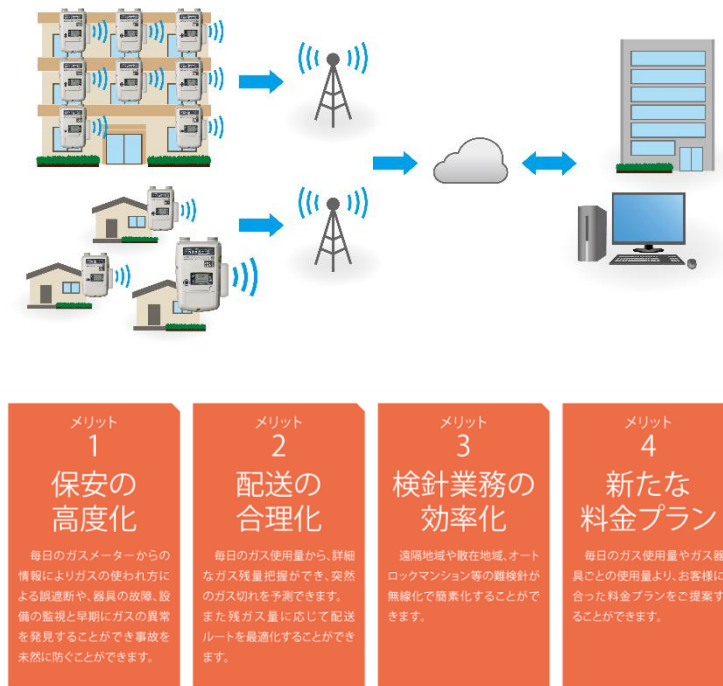 メリット
1
保安の
高度化
毎日のガスメーターからの
情報によりガスの使われ方に
よる誤遮断や、器具の故障、設
備の監視と早期にガスの異常
を発見することができ事故を
未然に防ぐことができます。
メリット
2
配送の
合理化
毎日のガス使用量から、詳細
なガス残量把握ができ、突然
のガス切れを予測できます。
また残ガス量に応じて配送
ルートを最適化することができ
ます。
メリット
3
検針業務の
効率化
遠隔地域や散在地域、オート
ロックマンション等の難検針が
無線化で簡素化することがで
きます。
メリット
4
新たな
料金プラン
毎日のガス使用量やガス器
具ごとの使用量より、お客様に
合った料金プランをご提案す
ることができます。